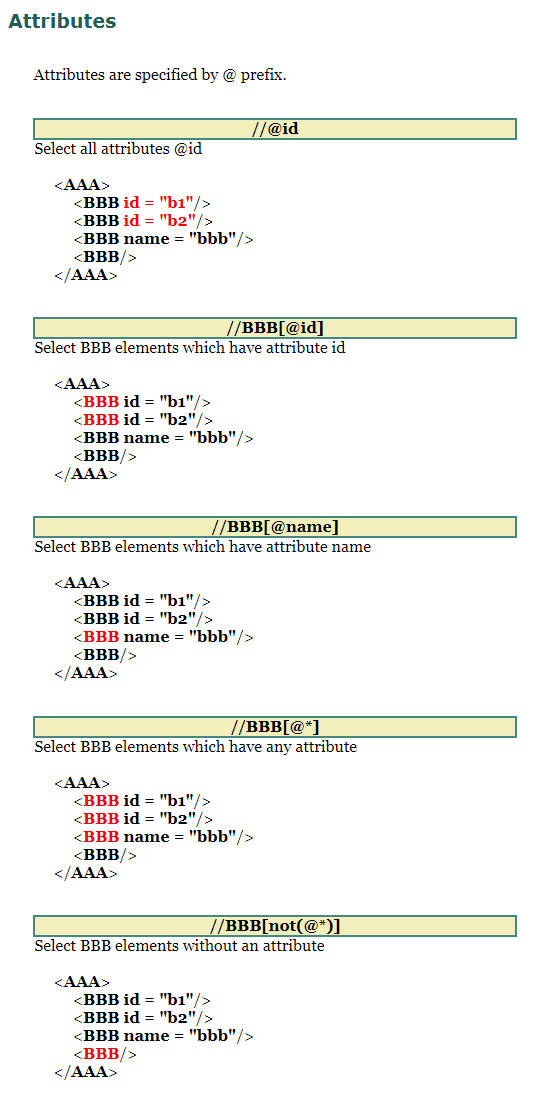 Attributes
Attributes are specified by @ prefix.
//@id
Select all attributes @id
<AAA>
<BBB id = "b1"/>
<BBB id = "b2"/>
<BBB name = "bbb"/>
<BBB/>
</AAA>
//BBB[@id]
Select BBB elements which have attribute id
<AAA>
<BBB id = "b1"/>
<BBB id = "b2"/>
<BBB name = "bbb"/>
<BBB/>
</AAA>
//BBB[@name]
Select BBB elements which have attribute name
<AAA>
<BBB id = "b1"/>
<BBB id = "b2"/>
<BBB name = "bbb"/>
<BBB/>
</AAA>
//BBB[@*]
Select BBB elements which have any attribute
<AAA>
<BBB id = "b1"/>
<BBB id = "b2"/>
<BBB name = "bbb"/>
<BBB/>
</AAA>
//BBB[not(@*)]
Select BBB elements without an attribute
<AAA>
<BBB id = "b1"/>
<BBB id = "b2"/>
<BBB name = "bbb"/>
<BBB/>
</AAA>